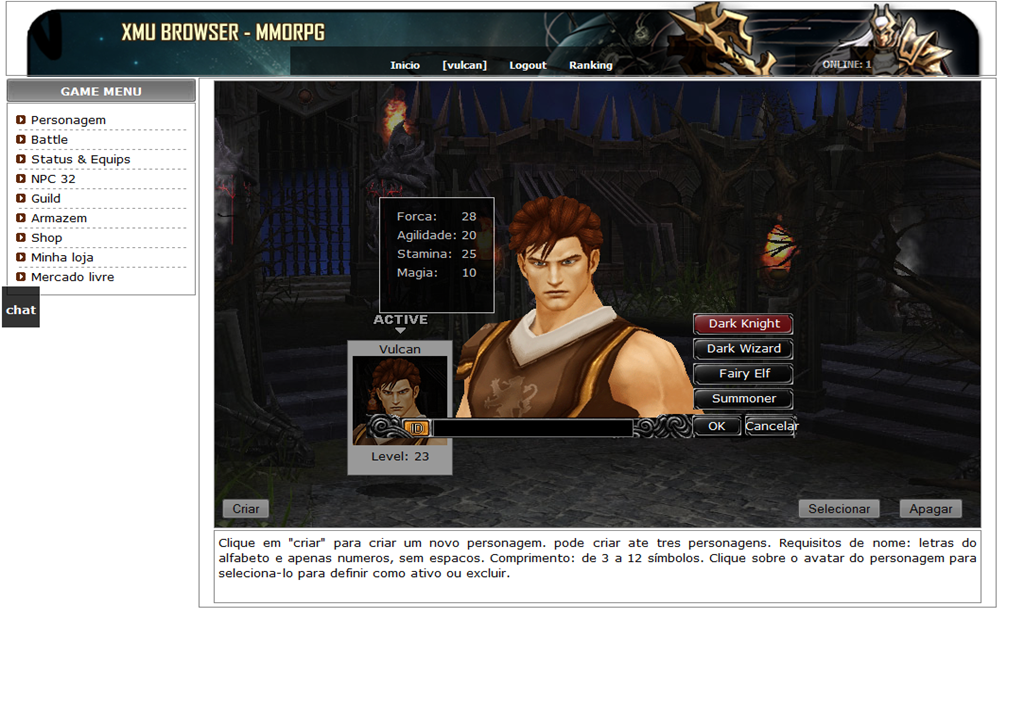 XMU BROWSER - MMORPG
Inicio [vulcan] Logout Ranking
ONLINE: 1
GAME MENU
Personagem
Battle
Status & Equips
NPC 32
Guild
Armazem
Shop
Minha loja
Mercado livre
chat
Forca: 28
Agilidade: 20
Stamina: 25
Magia: 10
ACTIVE
Vulcan
Level: 23
Dark Knight
Dark Wizard
Fairy Elf
Summoner
ID
OK Cancelar
Criar
Selecionar Apagar
Clique em "criar" para criar um novo personagem. pode criar ate tres personagens. Requisitos de nome: letras do
alfabeto e apenas numeros, sem espacos. Comprimento: de 3 a 12 símbolos. Clique sobre o avatar do personagem para
seleciona-lo para definir como ativo ou excluir.